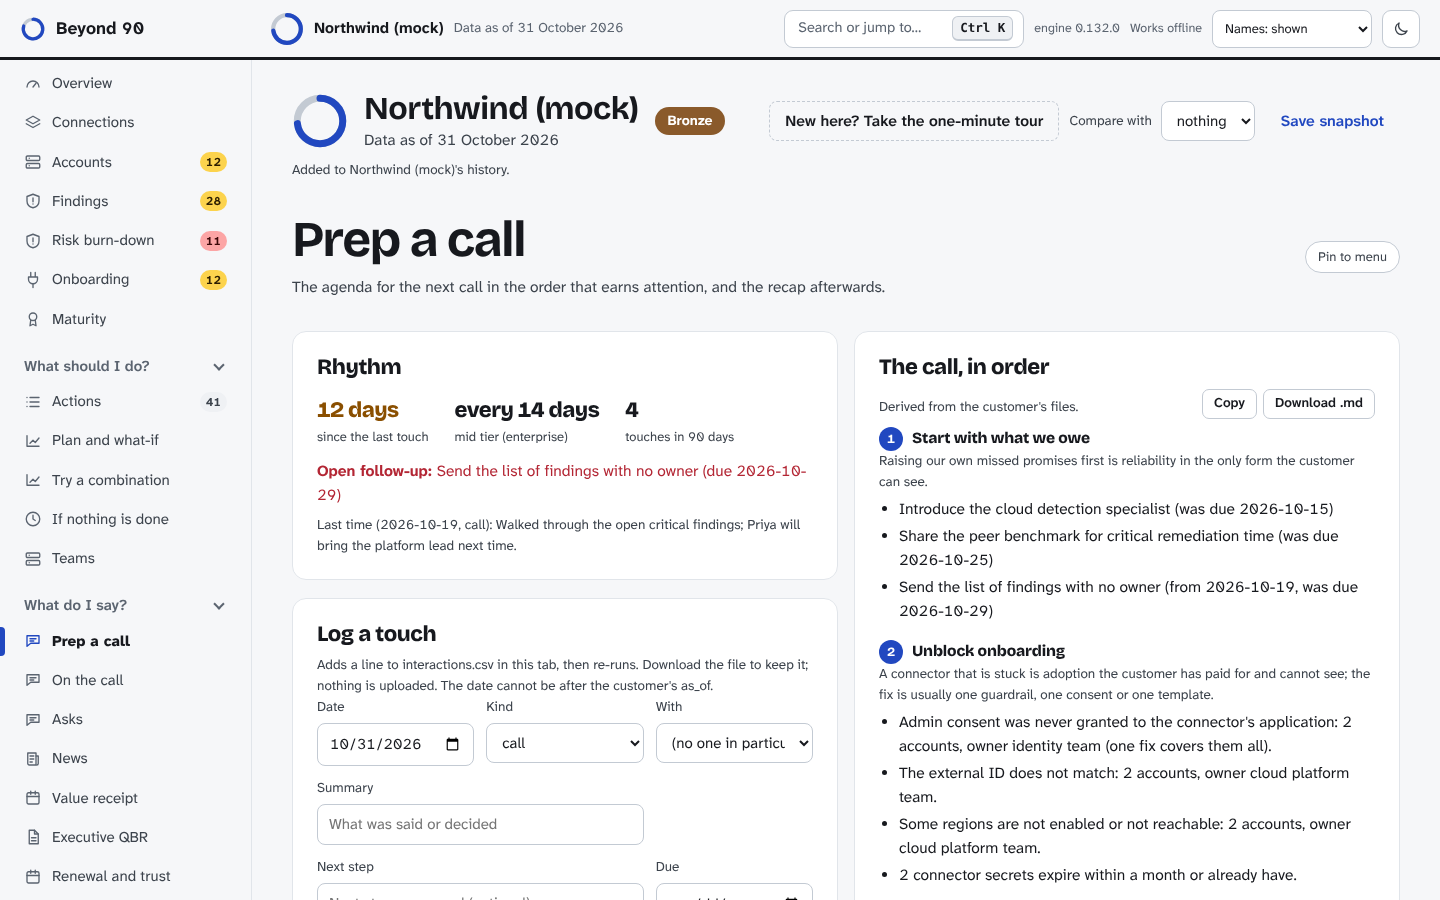 Beyond 90
Northwind (mock) Data as of 31 October 2026
Search or jump to... Ctrl K
engine 0.132.0 Works offline
Names: shown
Overview
Connections
Accounts 12
Findings 28
Risk burn-down 11
Onboarding 12
Maturity
What should I do?
Actions 41
Plan and what-if
Try a combination
If nothing is done
Teams
What do I say?
Prep a call
On the call
Asks
News
Value receipt
Executive QBR
Renewal and trust
Northwind (mock)
Data as of 31 October 2026
Bronze
New here? Take the one-minute tour
Compare with nothing
Save snapshot
Added to Northwind (mock)'s history.
Prep a call
Pin to menu
The agenda for the next call in the order that earns attention, and the recap afterwards.
Rhythm
12 days every 14 days 4
since the last touch mid tier (enterprise) touches in 90 days
Open follow-up: Send the list of findings with no owner (due 2026-10-
29)
Last time (2026-10-19, call): Walked through the open critical findings; Priya will
bring the platform lead next time.
Log a touch
Adds a line to interactions.csv in this tab, then re-runs. Download the file to keep it;
nothing is uploaded. The date cannot be after the customer's as_of.
Date Kind With
10/31/2026 call (no one in particu
Summary
What was said or decided
Next step Due
The call, in order
Derived from the customer's files.
Copy Download .md
1 Start with what we owe
Raising our own missed promises first is reliability in the only form the customer
can see.
• Introduce the cloud detection specialist (was due 2026-10-15)
• Share the peer benchmark for critical remediation time (was due
2026-10-25)
• Send the list of findings with no owner (from 2026-10-19, was due
2026-10-29)
2 Unblock onboarding
A connector that is stuck is adoption the customer has paid for and cannot see; the
fix is usually one guardrail, one consent or one template.
• Admin consent was never granted to the connector's application: 2
accounts, owner identity team (one fix covers them all).
• The external ID does not match: 2 accounts, owner cloud platform
team.
• Some regions are not enabled or not reachable: 2 accounts, owner
cloud platform team.
• 2 connector secrets expire within a month or already have.